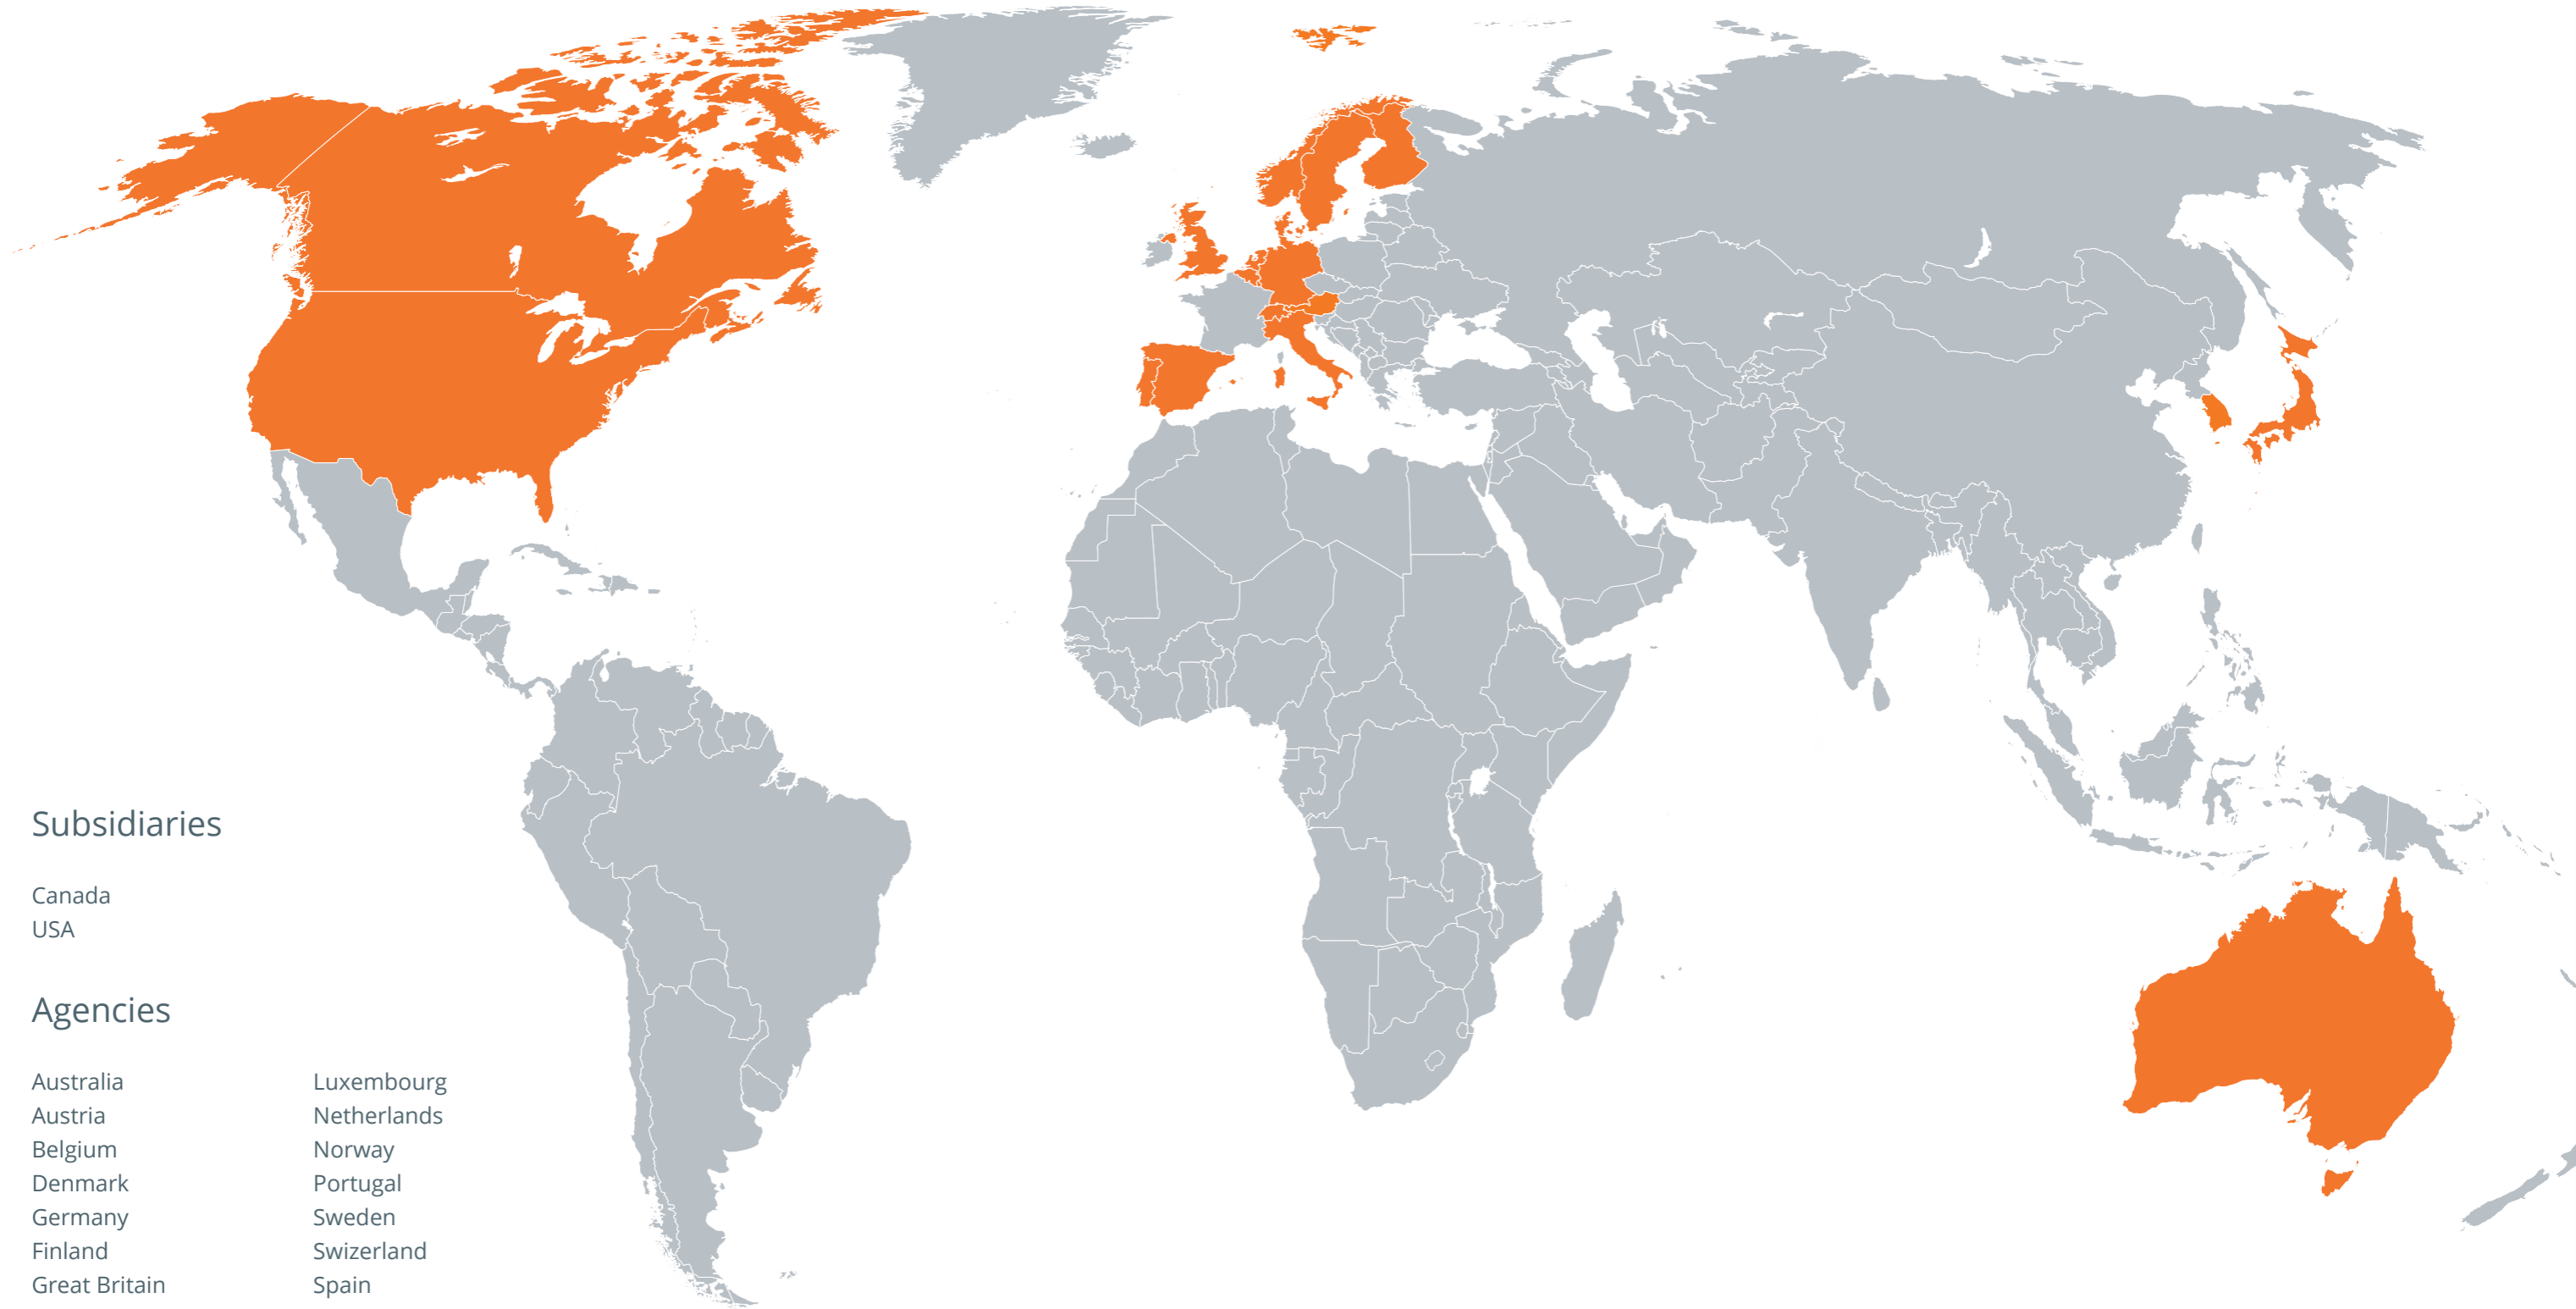 Subsidiaries
Canada
USA
Agencies
Australia
Austria
Belgium
Denmark
Germany
Finland
Great Britain
Luxembourg
Netherlands
Norway
Portugal
Sweden
Swizerland
Spain